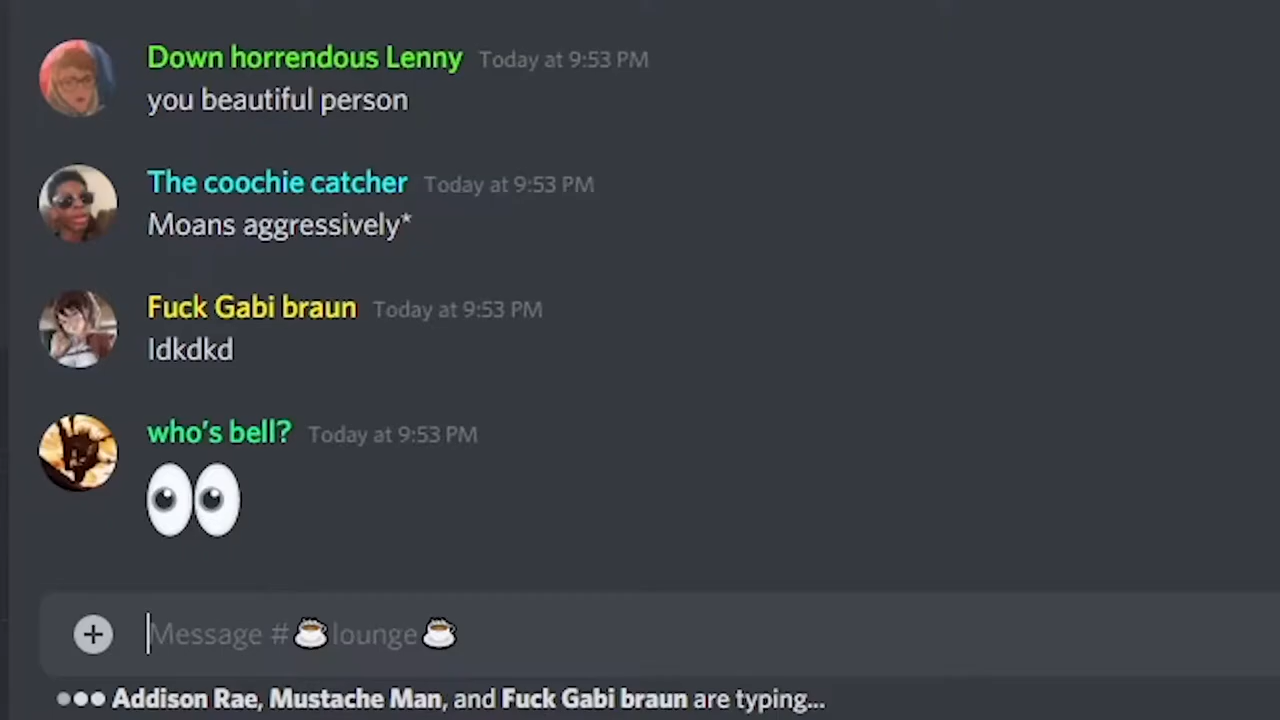 Down horrendous Lenny Today at 9:53 PM
you beautiful person
The coochie catcher Today at 9:53 PM
Moans aggressively*
Fuck Gabi braun Today at 9:53 PM
Idkdkd
who's bell? Today at 9:53 PM
👀
Message #☕lounge☕
Addison Rae, Mustache Man, and Fuck Gabi braun are typing...